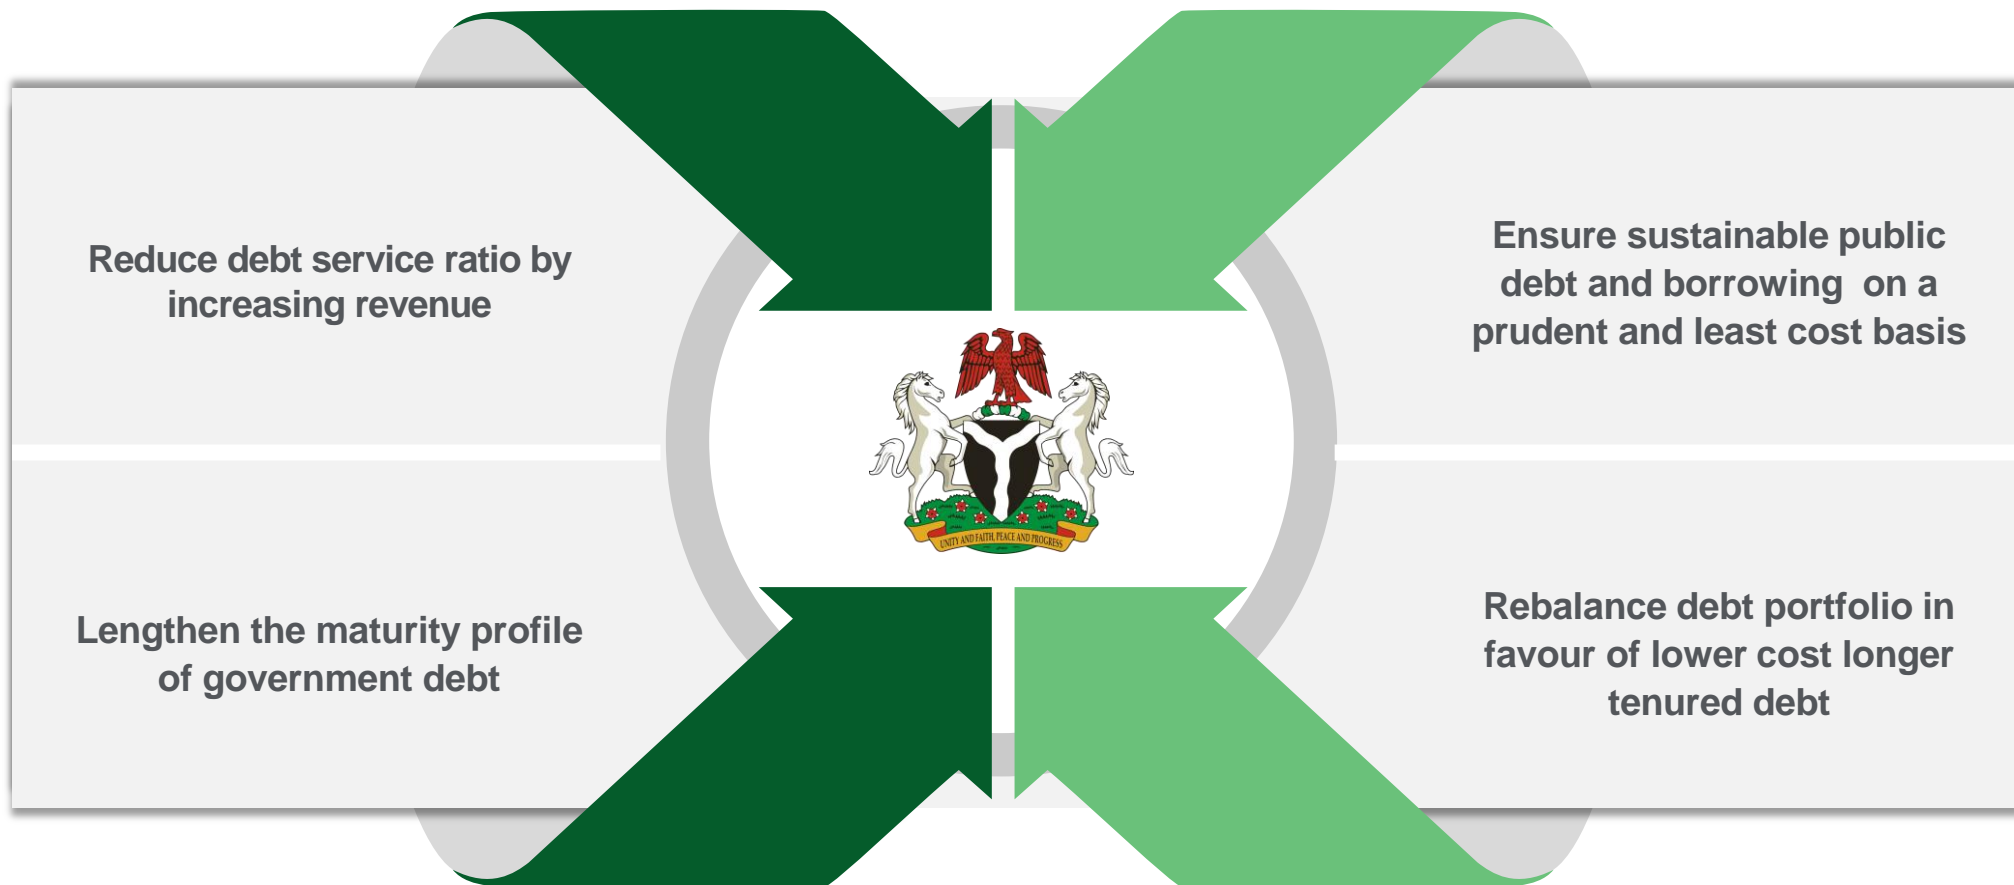 Reduce debt service ratio by
increasing revenue
Ensure sustainable public
debt and borrowing  on a
prudent and least cost basis
UNITY AND FAITH, PEACE AND PROGRESS
Lengthen the maturity profile
of government debt
Rebalance debt portfolio in
favour of lower cost longer
tenured debt